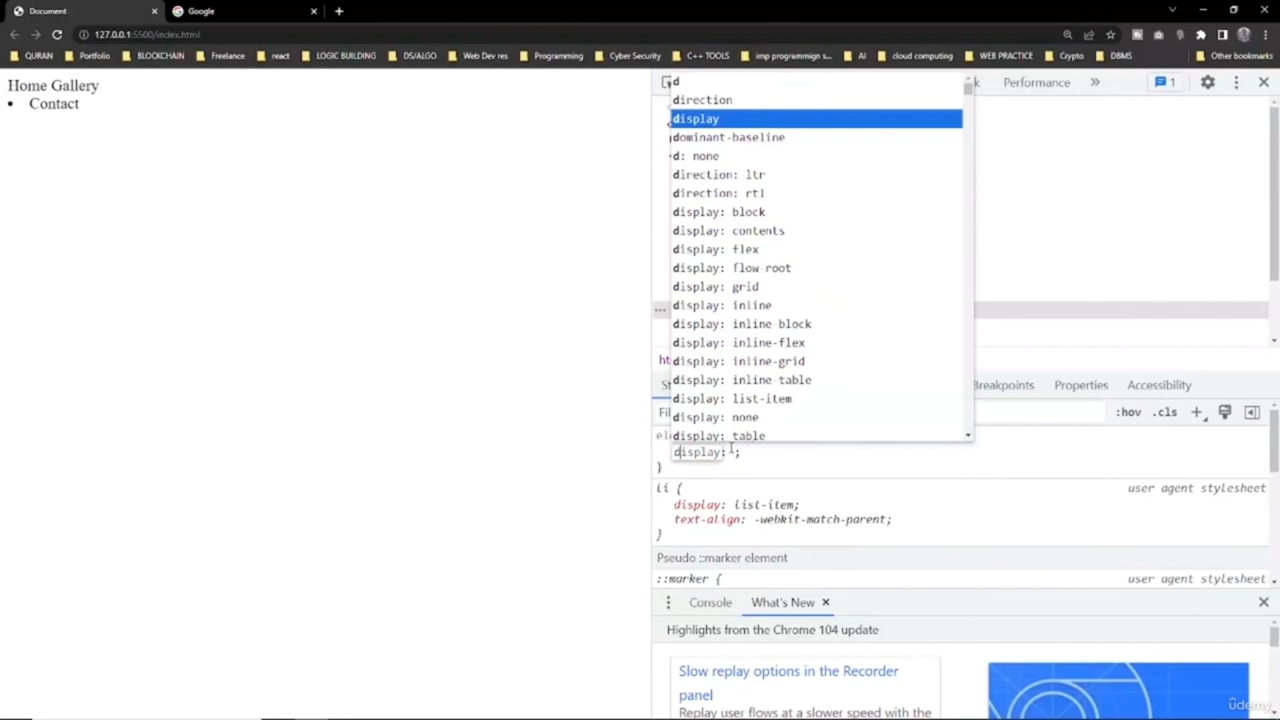 Document
Google
127.0.0.1:5500/index.html
QURAN Portfolio BLOCKCHAIN Freelance react LOGIC BUILDING DS/ALGO Web Dev res Programming Cyber Security C++ TOOLS imp programmign s... AI cloud computing WEB PRACTICE Crypto DBMS Other bookmarks
Home Gallery
• Contact
Performance » 1
d
direction
display
dominant-baseline
d: none
direction: ltr
direction: rtl
display: block
display: contents
display: flex
display: flow-root
display: grid
display: inline
display: inline-block
display: inline-flex
display: inline-grid
display: inline-table
display: list-item
display: none
display: table
Breakpoints Properties Accessibility
:hov .cls
display: ;
}
li { user agent stylesheet
display: list-item;
text-align: -webkit-match-parent;
}
Pseudo ::marker element
::marker { user agent stylesheet
Console What's New
Highlights from the Chrome 104 update
Slow replay options in the Recorder
panel
Replay user flows at a slower speed with the
ûdemy